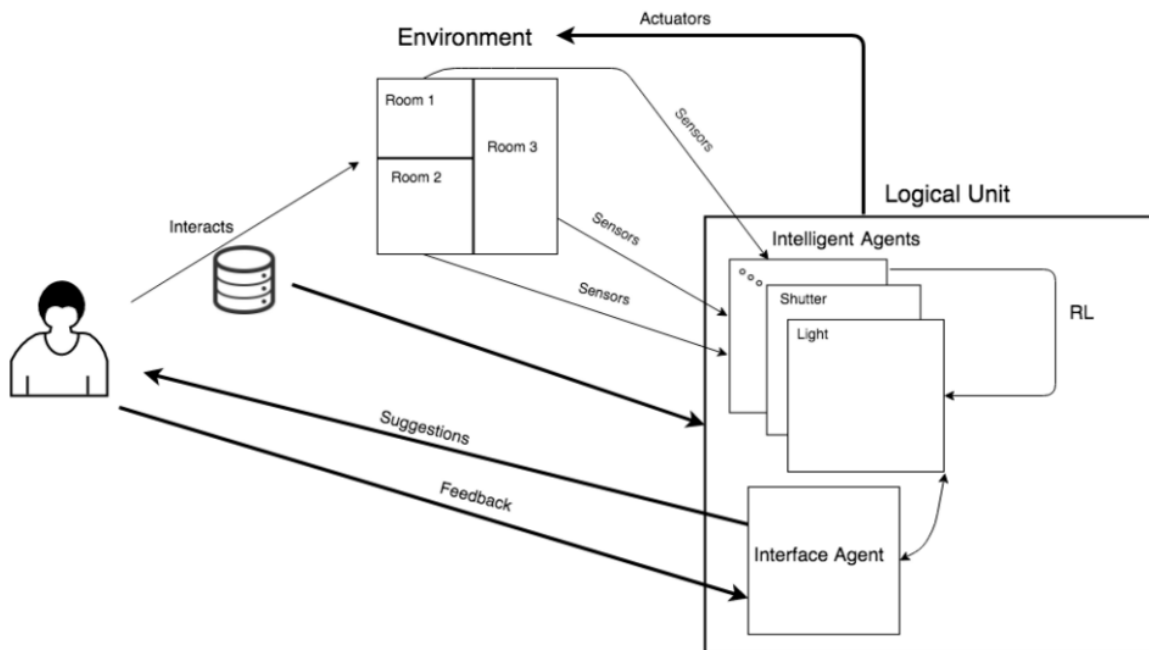 Actuators
Environment
Room 1
Room 3
Room 2
Sensors
Sensors
Sensors
Interacts
Logical Unit
Intelligent Agents
Shutter
Light
RL
Suggestions
Feedback
Interface Agent